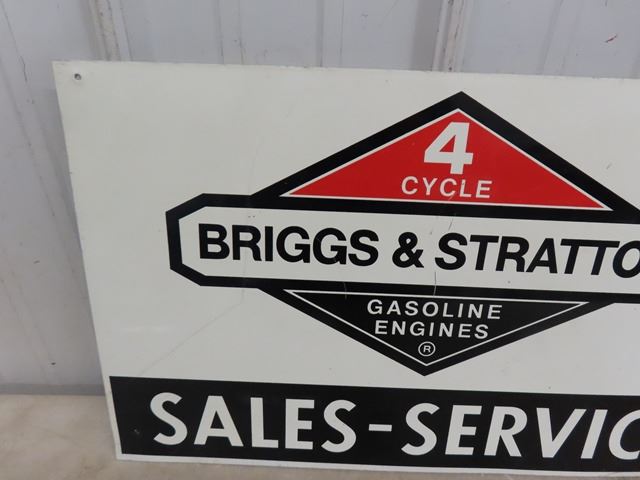 4
CYCLE
BRIGGS & STRATTO
GASOLINE
ENGINES
®
SALES-SERVIC